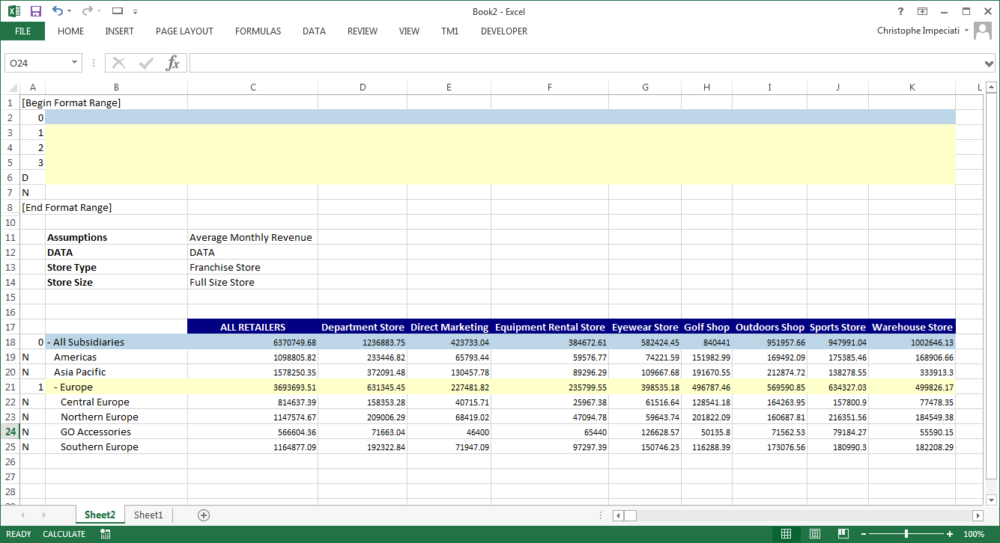 Book2 - Excel
?
FILE HOME INSERT PAGE LAYOUT FORMULAS DATA REVIEW VIEW TM1 DEVELOPER Christophe Impeciati
O24 fx
A B C D E F G H I J K L
1 [Begin Format Range]
2 0
3 1
4 2
5 3
6 D
7 N
8 [End Format Range]
10
11 Assumptions Average Monthly Revenue
12 DATA DATA
13 Store Type Franchise Store
14 Store Size Full Size Store
15
16
17 ALL RETAILERS Department Store Direct Marketing Equipment Rental Store Eyewear Store Golf Shop Outdoors Shop Sports Store Warehouse Store
18 0 - All Subsidiaries 6370749.68 1236883.75 423733.04 384672.61 582424.45 840441 951957.66 947991.04 1002646.13
19 N Americas 1098805.82 233446.82 65793.44 59576.77 74221.59 151982.99 169492.09 175385.46 168906.66
20 N Asia Pacific 1578250.35 372091.48 130457.78 89296.29 109667.68 191670.55 212874.72 138278.55 333913.3
21 1 - Europe 3693693.51 631345.45 227481.82 235799.55 398535.18 496787.46 569590.85 634327.03 499826.17
22 N Central Europe 814637.39 158353.28 40715.71 25967.38 61516.64 128541.18 164263.95 157800.9 77478.35
23 N Northern Europe 1147574.67 209006.29 68419.02 47094.78 59643.74 201822.09 160687.81 216351.56 184549.38
24 N GO Accessories 566604.36 71663.04 46400 65440 126628.57 50135.8 71562.53 79184.27 55590.15
25 N Southern Europe 1164877.09 192322.84 71947.09 97297.39 150746.23 116288.39 173076.56 180990.3 182208.29
26
27
28
Sheet2 Sheet1
READY CALCULATE 100%